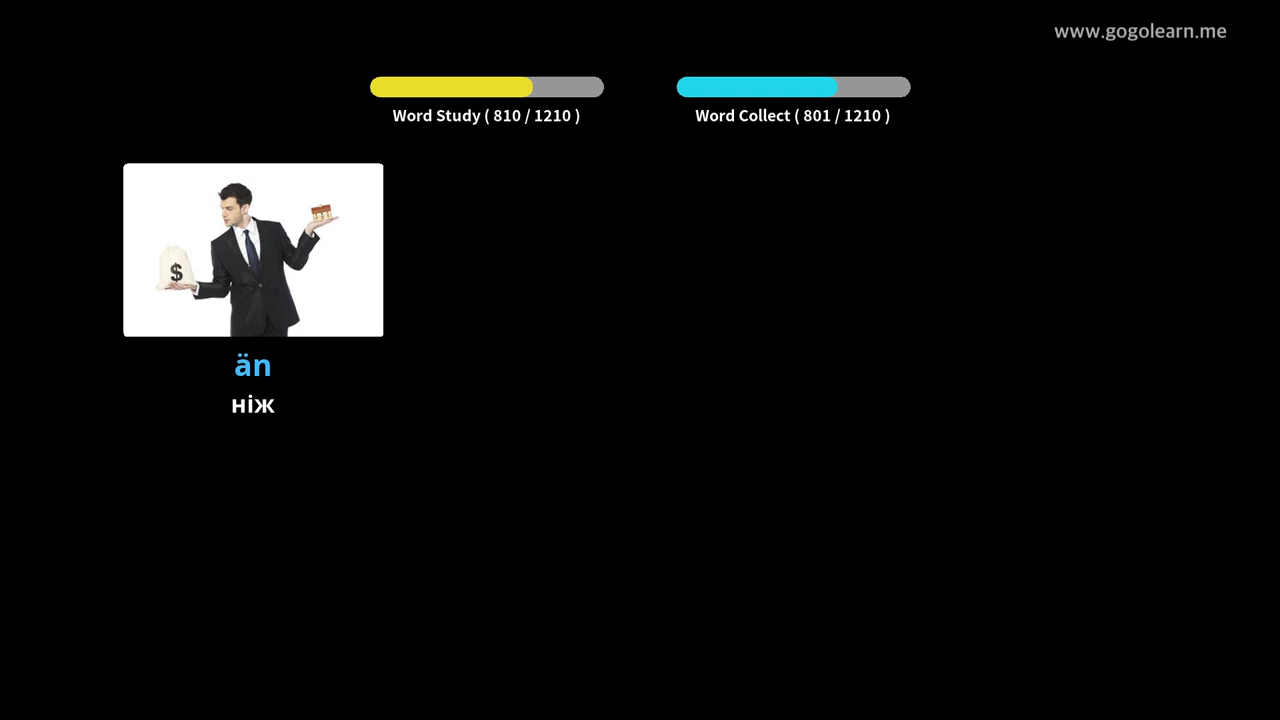 www.gogolearn.me
Word Study ( 810 / 1210 )
Word Collect ( 801 / 1210 )
$
än
ніж